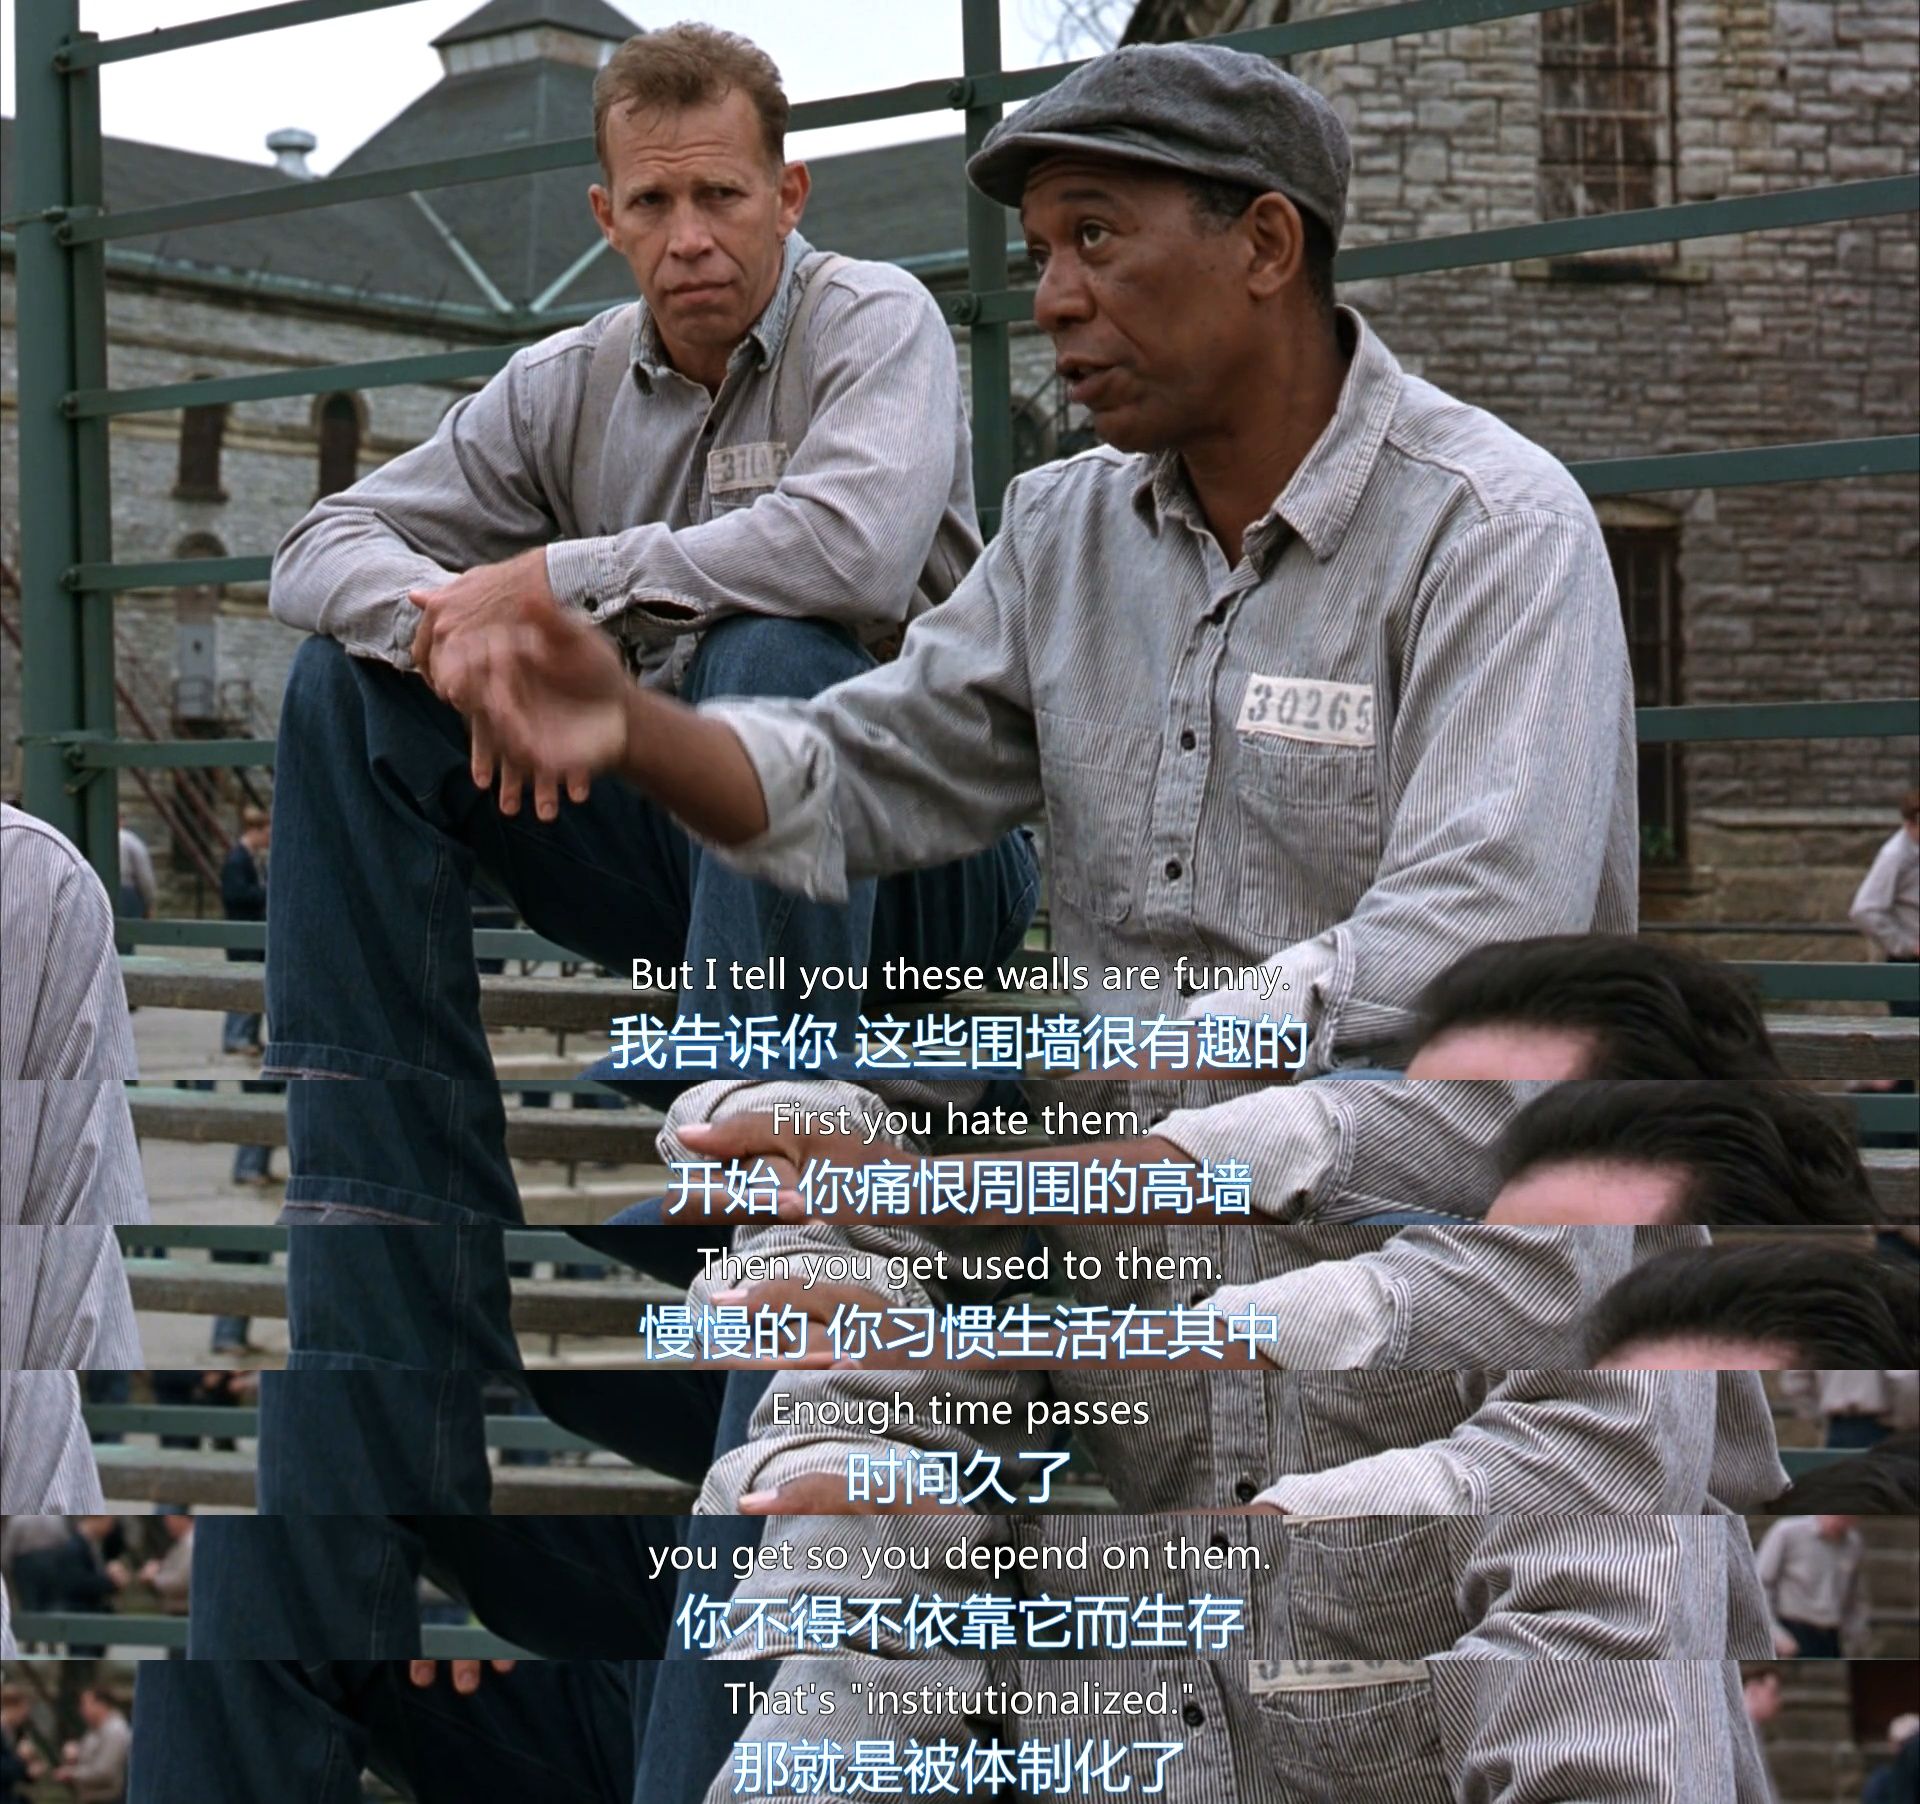 3710
30265
But I tell you these walls are funny.
我告诉你 这些围墙很有趣的
First you hate them.
开始 你痛恨周围的高墙
Then you get used to them.
慢慢的 你习惯生活在其中
Enough time passes
时间久了
you get so you depend on them.
你不得不依靠它而生存
That's "institutionalized."
那就是被体制化了